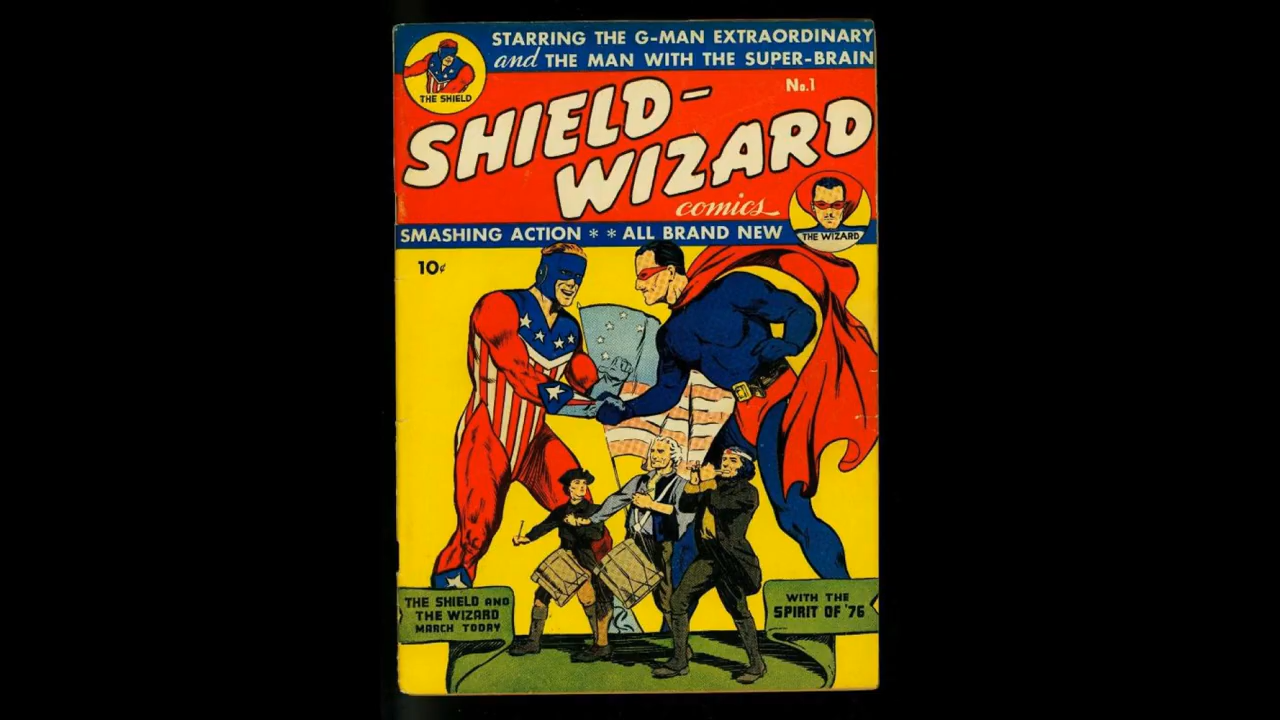 STARRING THE G-MAN EXTRAORDINARY
and THE MAN WITH THE SUPER-BRAIN
THE SHIELD
No.1
SHIELD-
WIZARD
comics
THE WIZARD
SMASHING ACTION * * ALL BRAND NEW
10¢
THE SHIELD AND
THE WIZARD
MARCH TODAY
WITH THE
SPIRIT OF '76